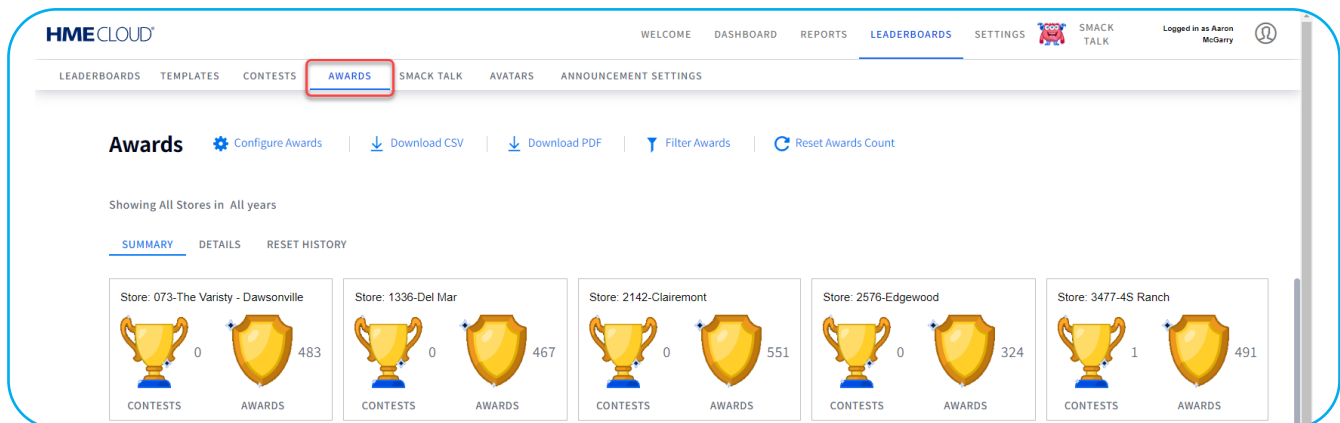 HME CLOUD®
WELCOME DASHBOARD REPORTS LEADERBOARDS SETTINGS SMACK TALK Logged in as Aaron McGarry
LEADERBOARDS TEMPLATES CONTESTS AWARDS SMACK TALK AVATARS ANNOUNCEMENT SETTINGS
Awards Configure Awards Download CSV Download PDF Filter Awards Reset Awards Count
Showing All Stores in All years
SUMMARY DETAILS RESET HISTORY
Store: 073-The Varisty - Dawsonville
0 483
CONTESTS AWARDS
Store: 1336-Del Mar
0 467
CONTESTS AWARDS
Store: 2142-Clairemont
0 551
CONTESTS AWARDS
Store: 2576-Edgewood
0 324
CONTESTS AWARDS
Store: 3477-4S Ranch
1 491
CONTESTS AWARDS